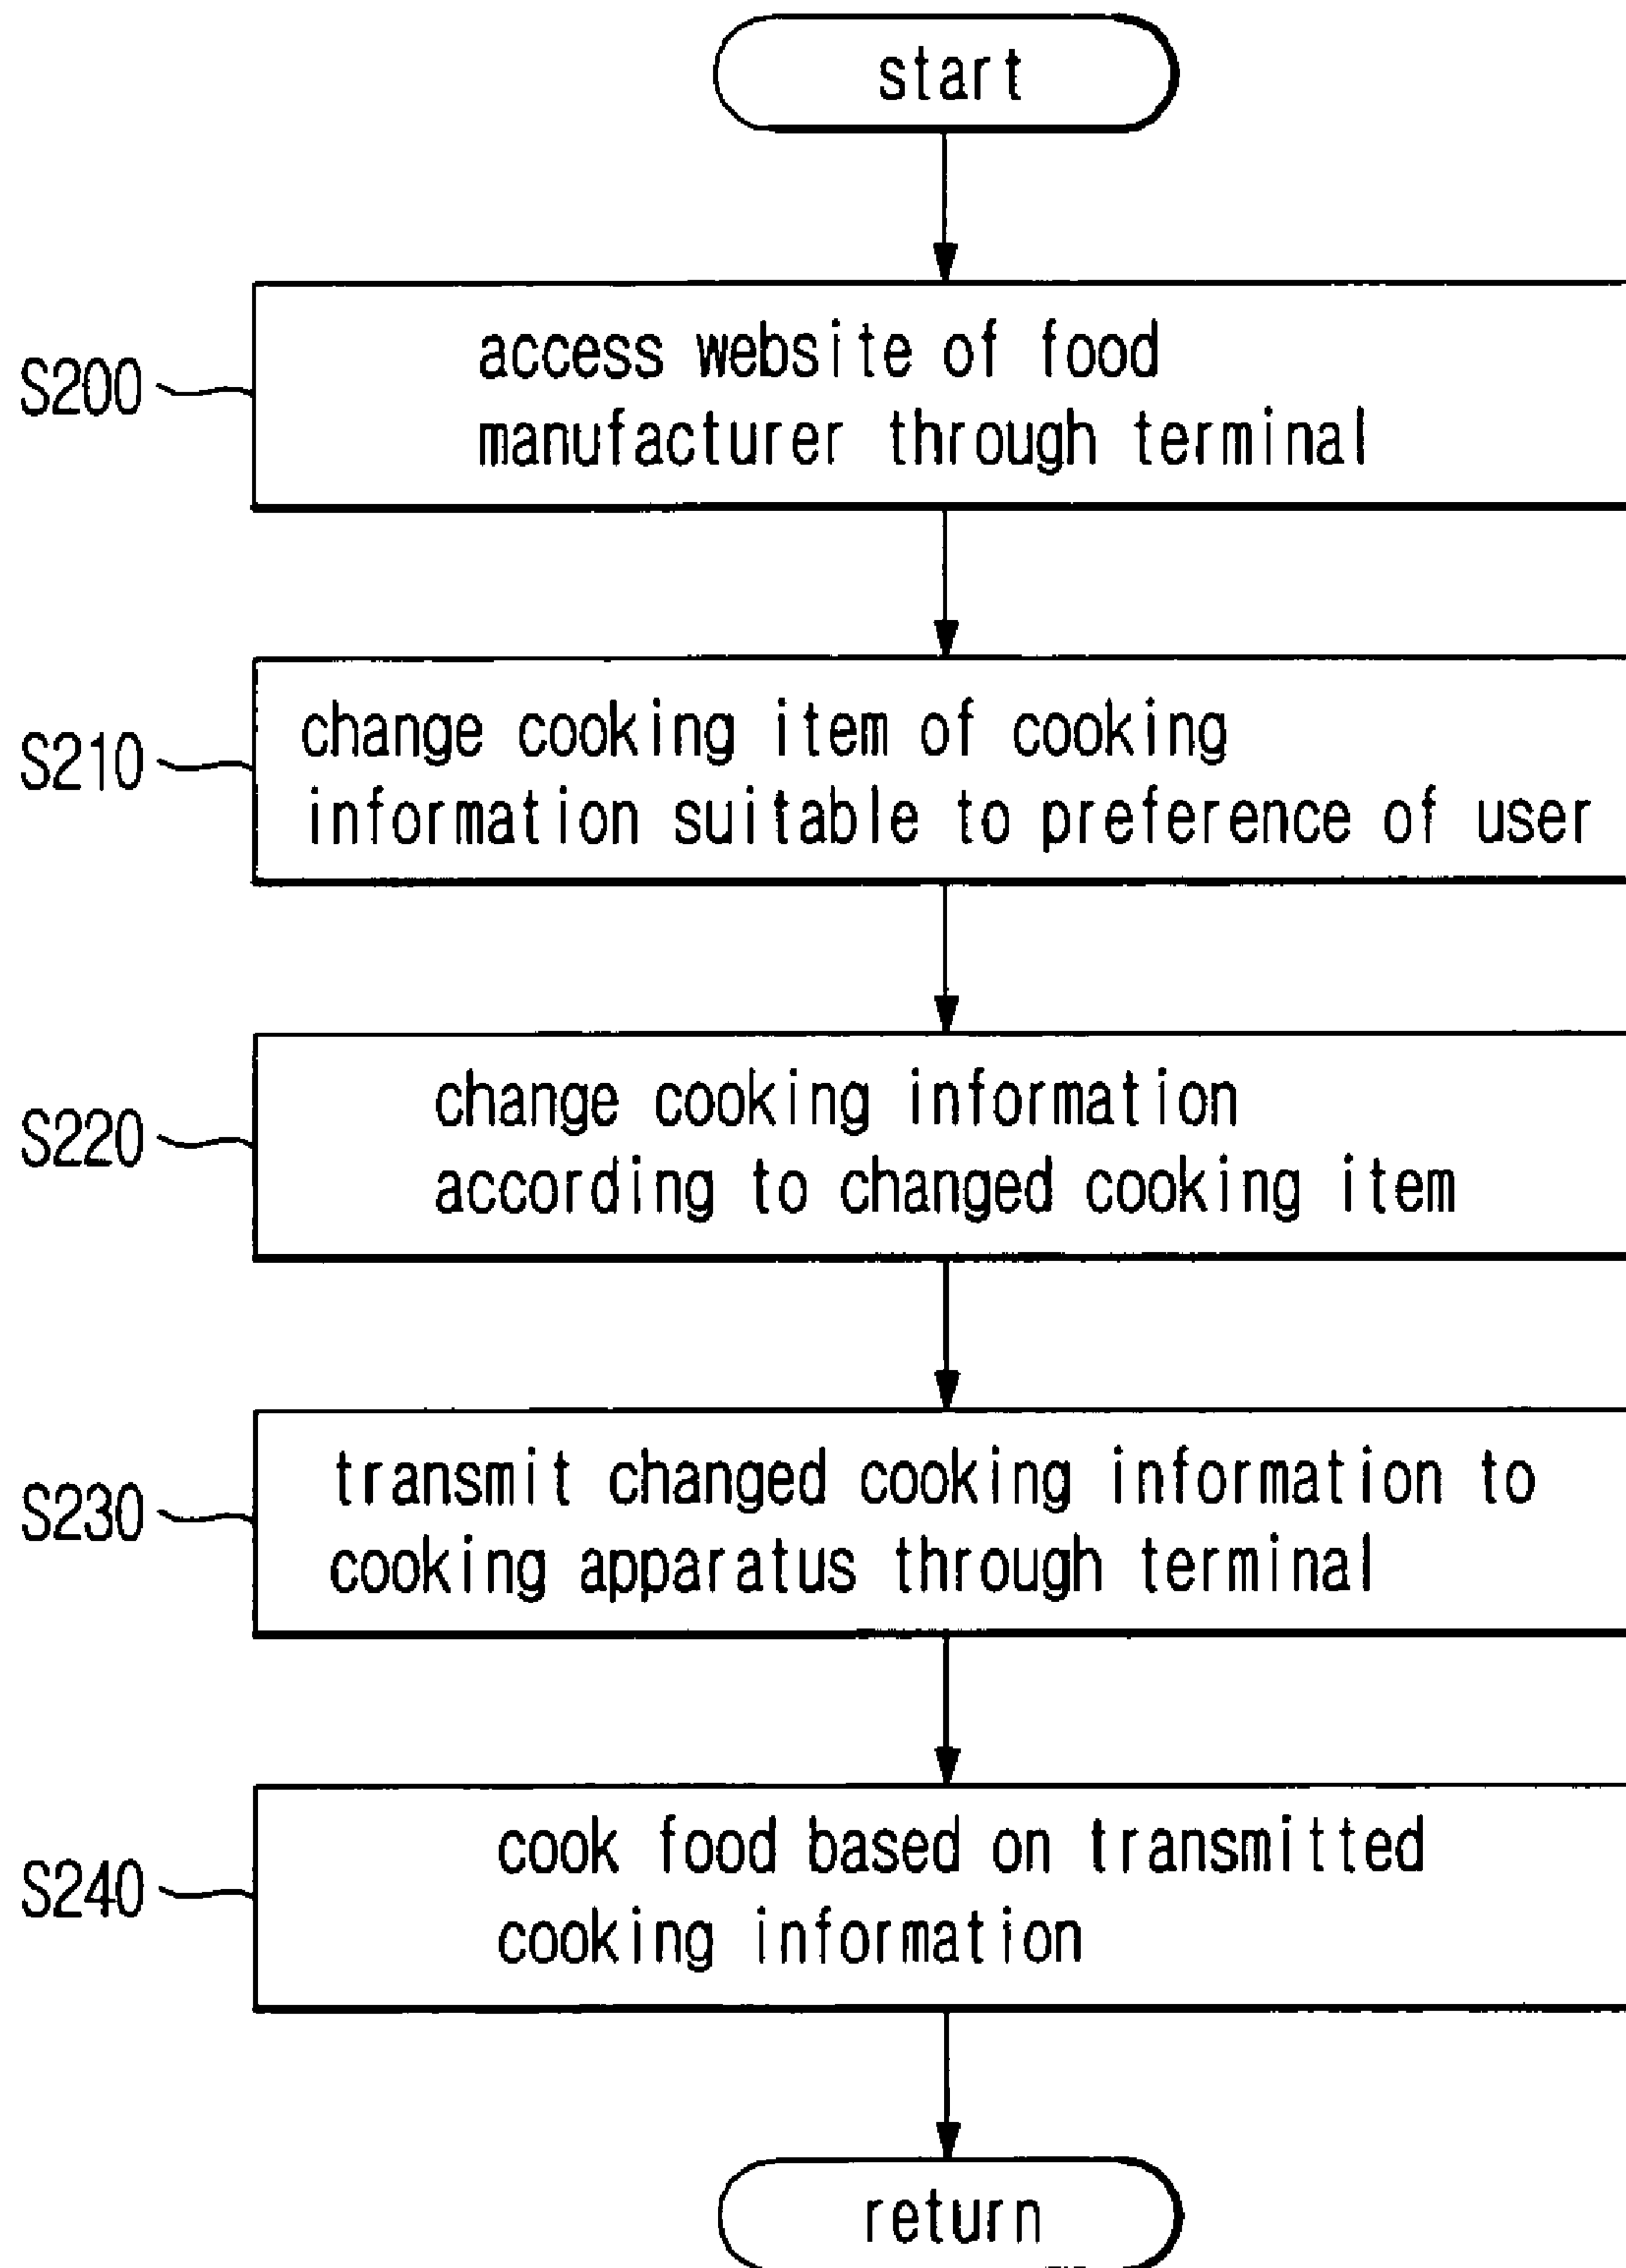 start
S200
access website of food
manufacturer through terminal
S210
change cooking item of cooking
information suitable to preference of user
S220
change cooking information
according to changed cooking item
S230
transmit changed cooking information to
cooking apparatus through terminal
S240
cook food based on transmitted
cooking information
return